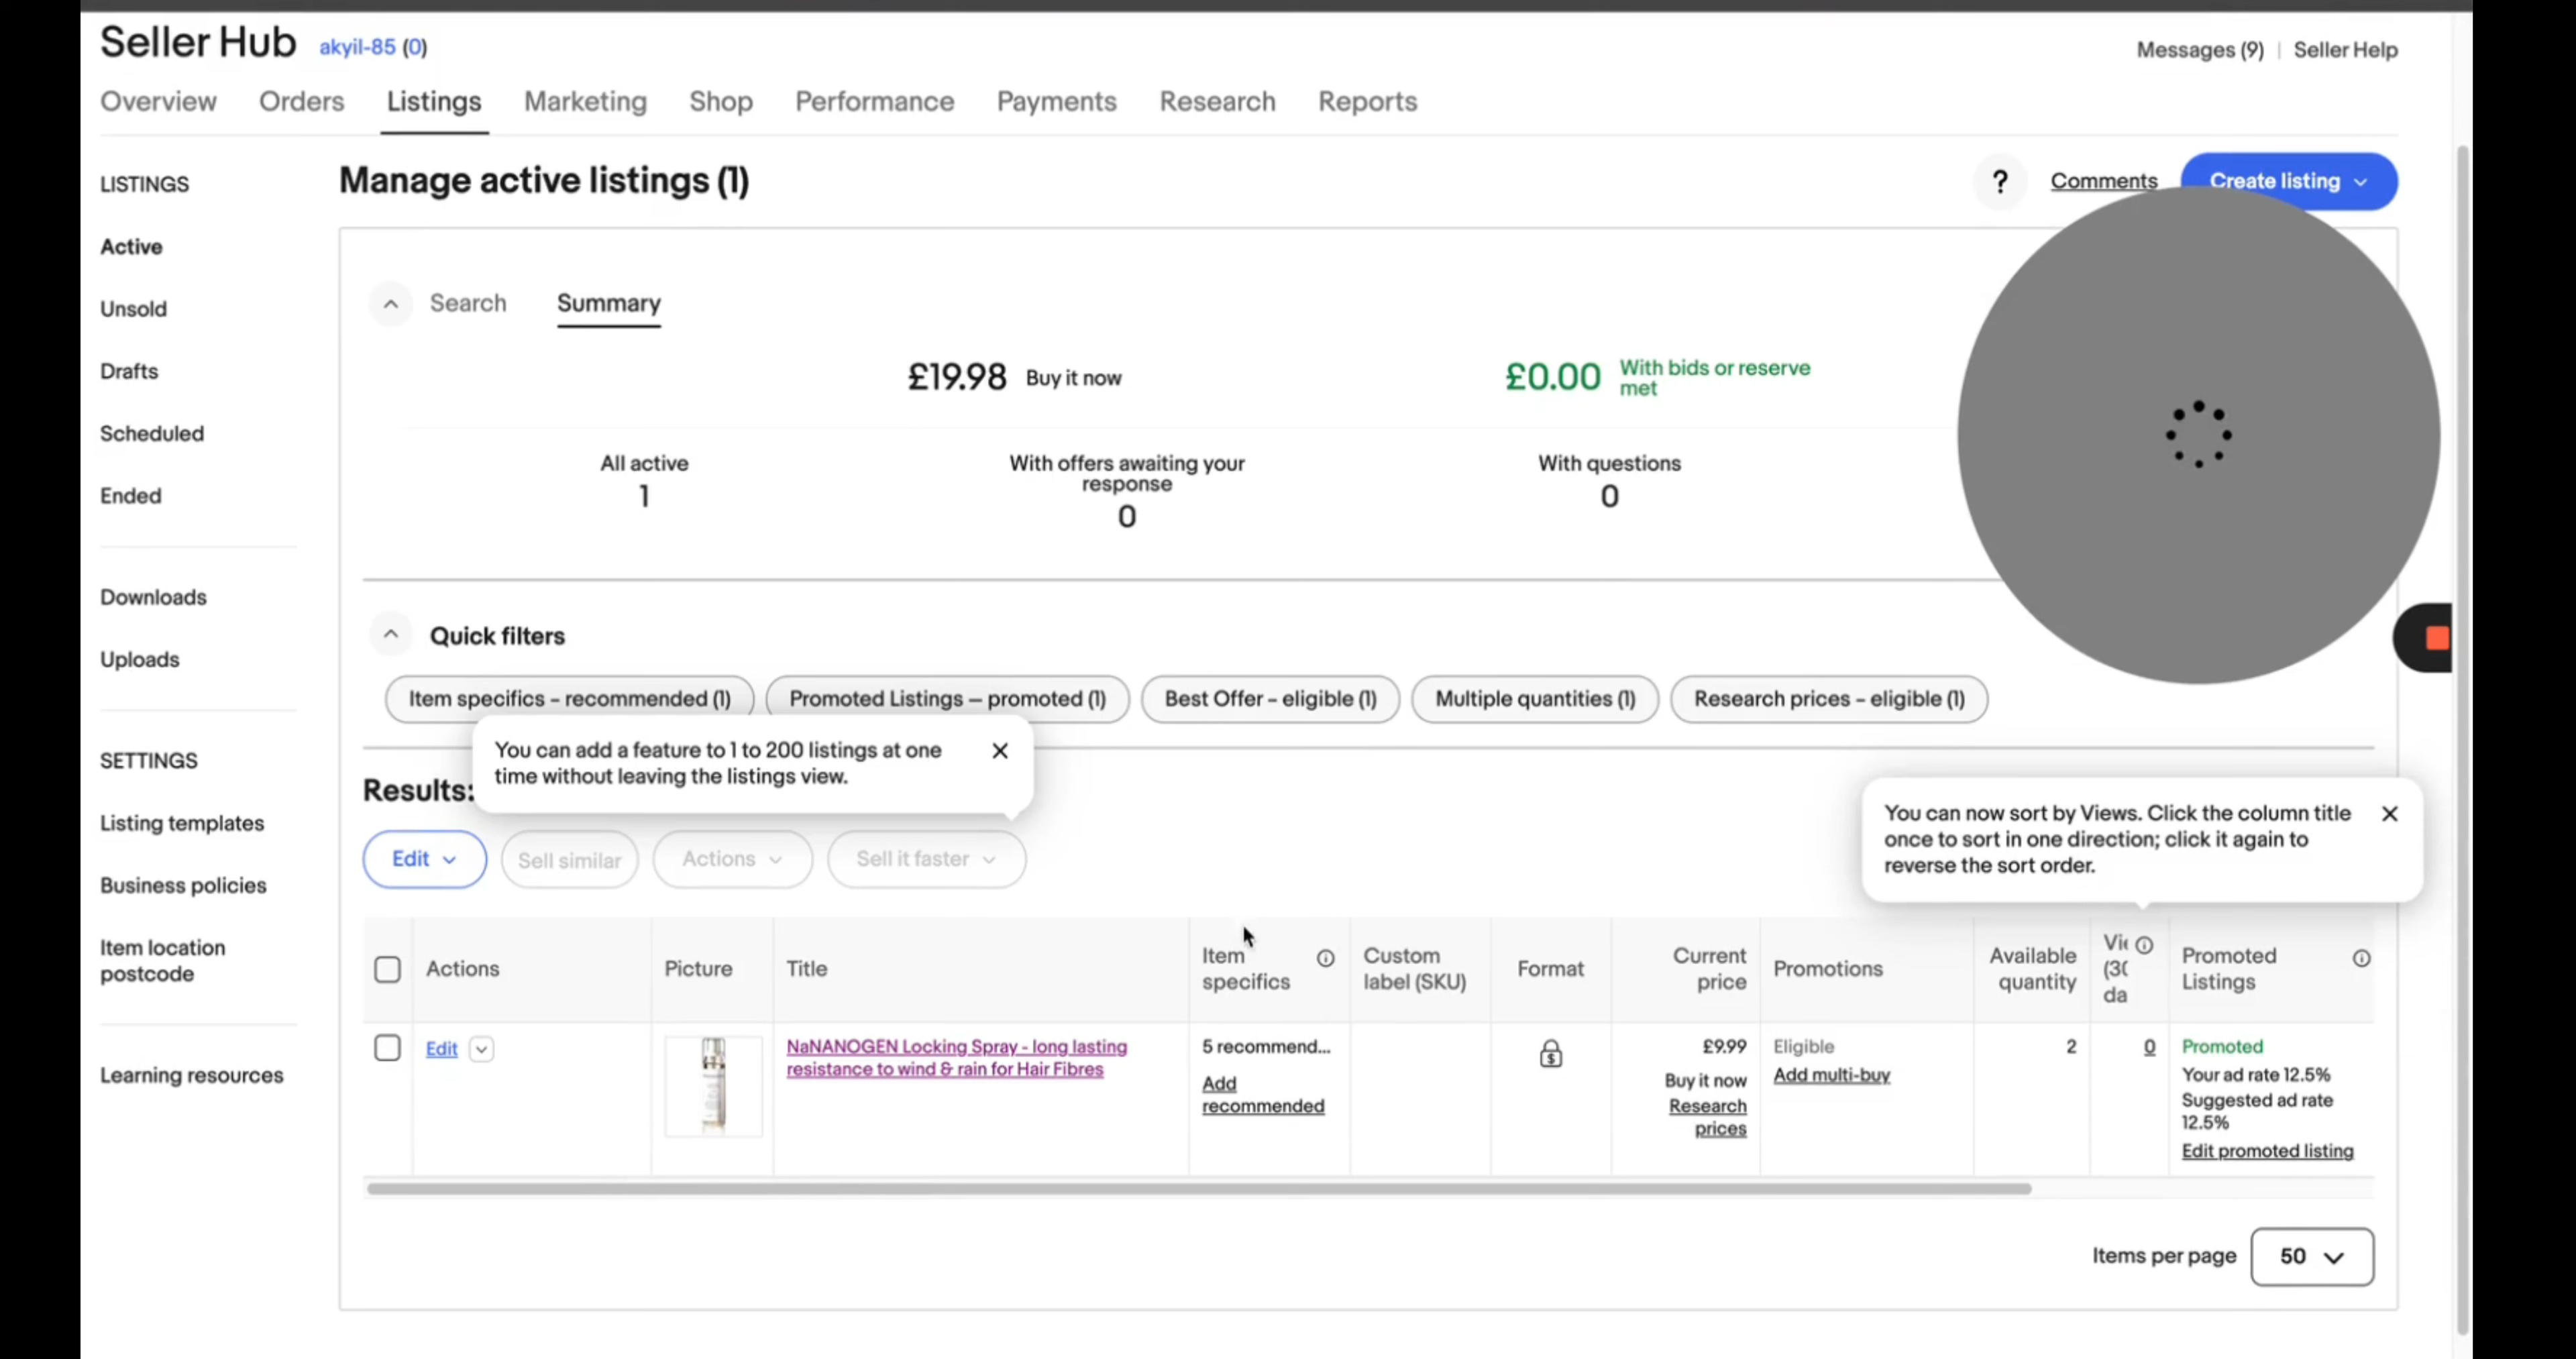 Seller Hub akyil-85 (0)
Messages (9) | Seller Help
Overview Orders Listings Marketing Shop Performance Payments Research Reports
LISTINGS
Active
Unsold
Drafts
Scheduled
Ended
Downloads
Uploads
SETTINGS
Listing templates
Business policies
Item location
postcode
Learning resources
Manage active listings (1)
? Comments Create listing
Search Summary
£19.98 Buy it now
£0.00 With bids or reserve
met
All active
1
With offers awaiting your
response
0
With questions
0
Quick filters
Item specifics - recommended (1) Promoted Listings – promoted (1) Best Offer - eligible (1) Multiple quantities (1) Research prices - eligible (1)
You can add a feature to 1 to 200 listings at one
time without leaving the listings view.
Results:
You can now sort by Views. Click the column title
once to sort in one direction; click it again to
reverse the sort order.
Edit Sell similar Actions Sell it faster
Actions
Picture
Title
Item
specifics
Custom
label (SKU)
Format
Current
price
Promotions
Available
quantity
Promoted
Listings
Edit
NaNANOGEN Locking Spray - long lasting
resistance to wind & rain for Hair Fibres
5 recommend...
Add
recommended
£9.99
Buy it now
Research
prices
Eligible
Add multi-buy
2
0
Promoted
Your ad rate 12.5%
Suggested ad rate
12.5%
Edit promoted listing
Items per page 50